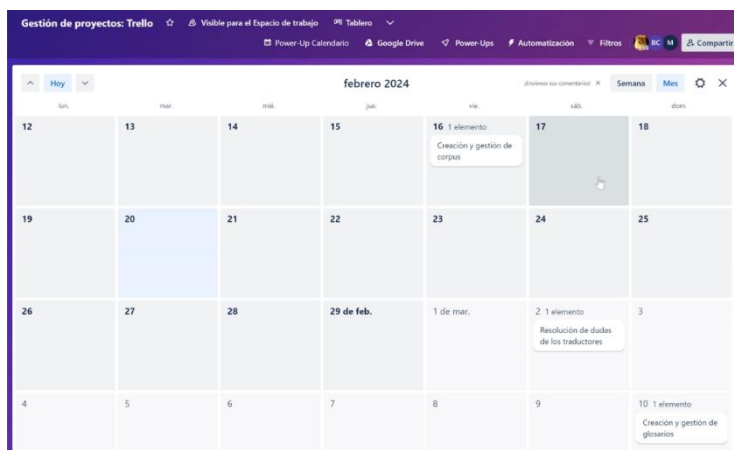 Gestión de proyectos: Trello Visible para el Espacio de trabajo Tablero
Power-Up Calendario Google Drive Power-Ups Automatización Filtros BC M Compartir
Hoy febrero 2024 ¡Envíenos sus comentarios! Semana Mes
lun. mar. mié. jue. vie. sáb. dom.
12 13 14 15 16 1 elemento 17 18
Creación y gestión de
corpus
19 20 21 22 23 24 25
26 27 28 29 de feb. 1 de mar. 2 1 elemento 3
Resolución de dudas
de los traductores
4 5 6 7 8 9 10 1 elemento
Creación y gestión de
glosarios